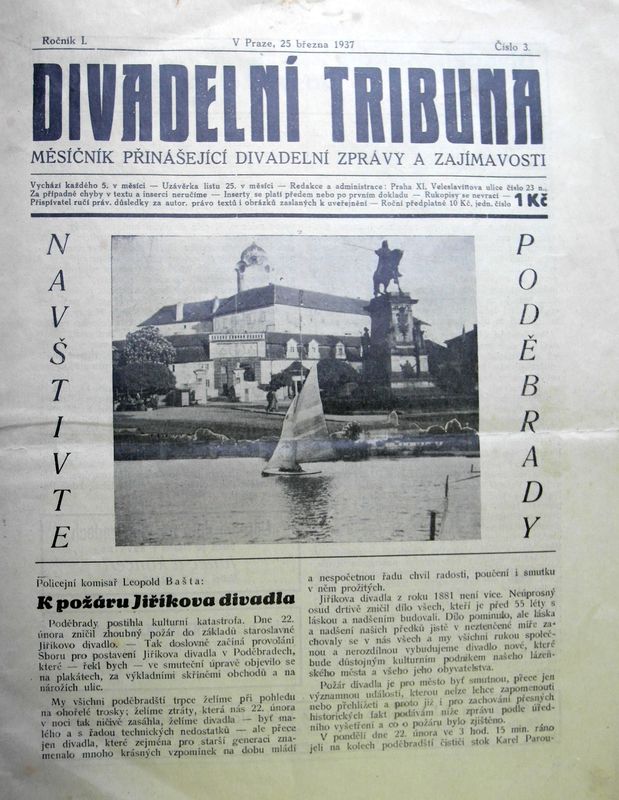 Ročník I.
V Praze, 25 března 1937
Číslo 3.
DIVADELNÍ TRIBUNA
MĚSÍČNÍK PŘINÁŠEJÍCÍ DIVADELNÍ ZPRÁVY A ZAJÍMAVOSTI
Vychází každého 5. v měsíci — Uzávěrka listu 25. v měsíci — Redakce a administrace: Praha XI, Veleslavínova ulice číslo 23 n.,
Za případné chyby v textu a inserci neručíme — Inserty se platí předem nebo po prvním dokladu — Rukopisy se nevrací —
Přispívatel ručí práv. důsledky za autor. právo textů i obrázků zaslaných k uveřejnění — Roční předplatné 10 Kč, jedn. číslo 1 Kč
NAVŠTIVTE
PODĚBRADY
Policejní komisař Leopold Bašta:
K požáru Jiříkova divadla
Poděbrady postihla kulturní katastrofa. Dne 22.
února zničil zhoubný požár do základů staroslavné
Jiříkovo divadlo. — Tak doslovně začíná provolání
Sboru pro postavení Jiříkova divadla v Poděbradech,
které — řekl bych — ve smuteční úpravě objevilo se
na plakátech, za výkladními skříněmi obchodů a na
nárožích ulic.
My všichni poděbradští trpce želíme při pohledu
na ohořelé trosky; želíme ztráty, která nás 22. února
v noci tak ničivě zasáhla, želíme divadla — byť ma-
lého a s řadou technických nedostatků — ale přece
jen divadla, které zejména pro starší generaci zna-
menalo mnoho krásných vzpomínek na dobu mládí
a nespočetnou řadu chvil radosti, poučení i smutku
v něm prožitých.
Jiříkova divadla z roku 1881 není více. Neúprosný
osud drtivě zničil dílo všech, kteří je před 55 léty s
láskou a nadšením budovali. Dílo pominulo, ale láska
a nadšení našich předků jistě v neztenčené míře za-
chovaly se v nás všech a my všichni rukou společ-
nou a nerozdílnou vybudujeme divadlo nové, které
bude důstojným kulturním podnikem našeho lázeň-
ského města a všeho jeho obyvatelstva.
Požár divadla je pro město byť smutnou, přece jen
významnou událostí, kterou nelze lehce zapomenouti
nebo přehlížeti a proto již i pro zachování přesných
historických fakt podávám níže zprávu podle úřed-
ního vyšetření a co o požáru bylo zjištěno.
V pondělí dne 22. února ve 3 hod. 15 min. ráno
jeli na kolech poděbradští čističi stok Karel Parou-